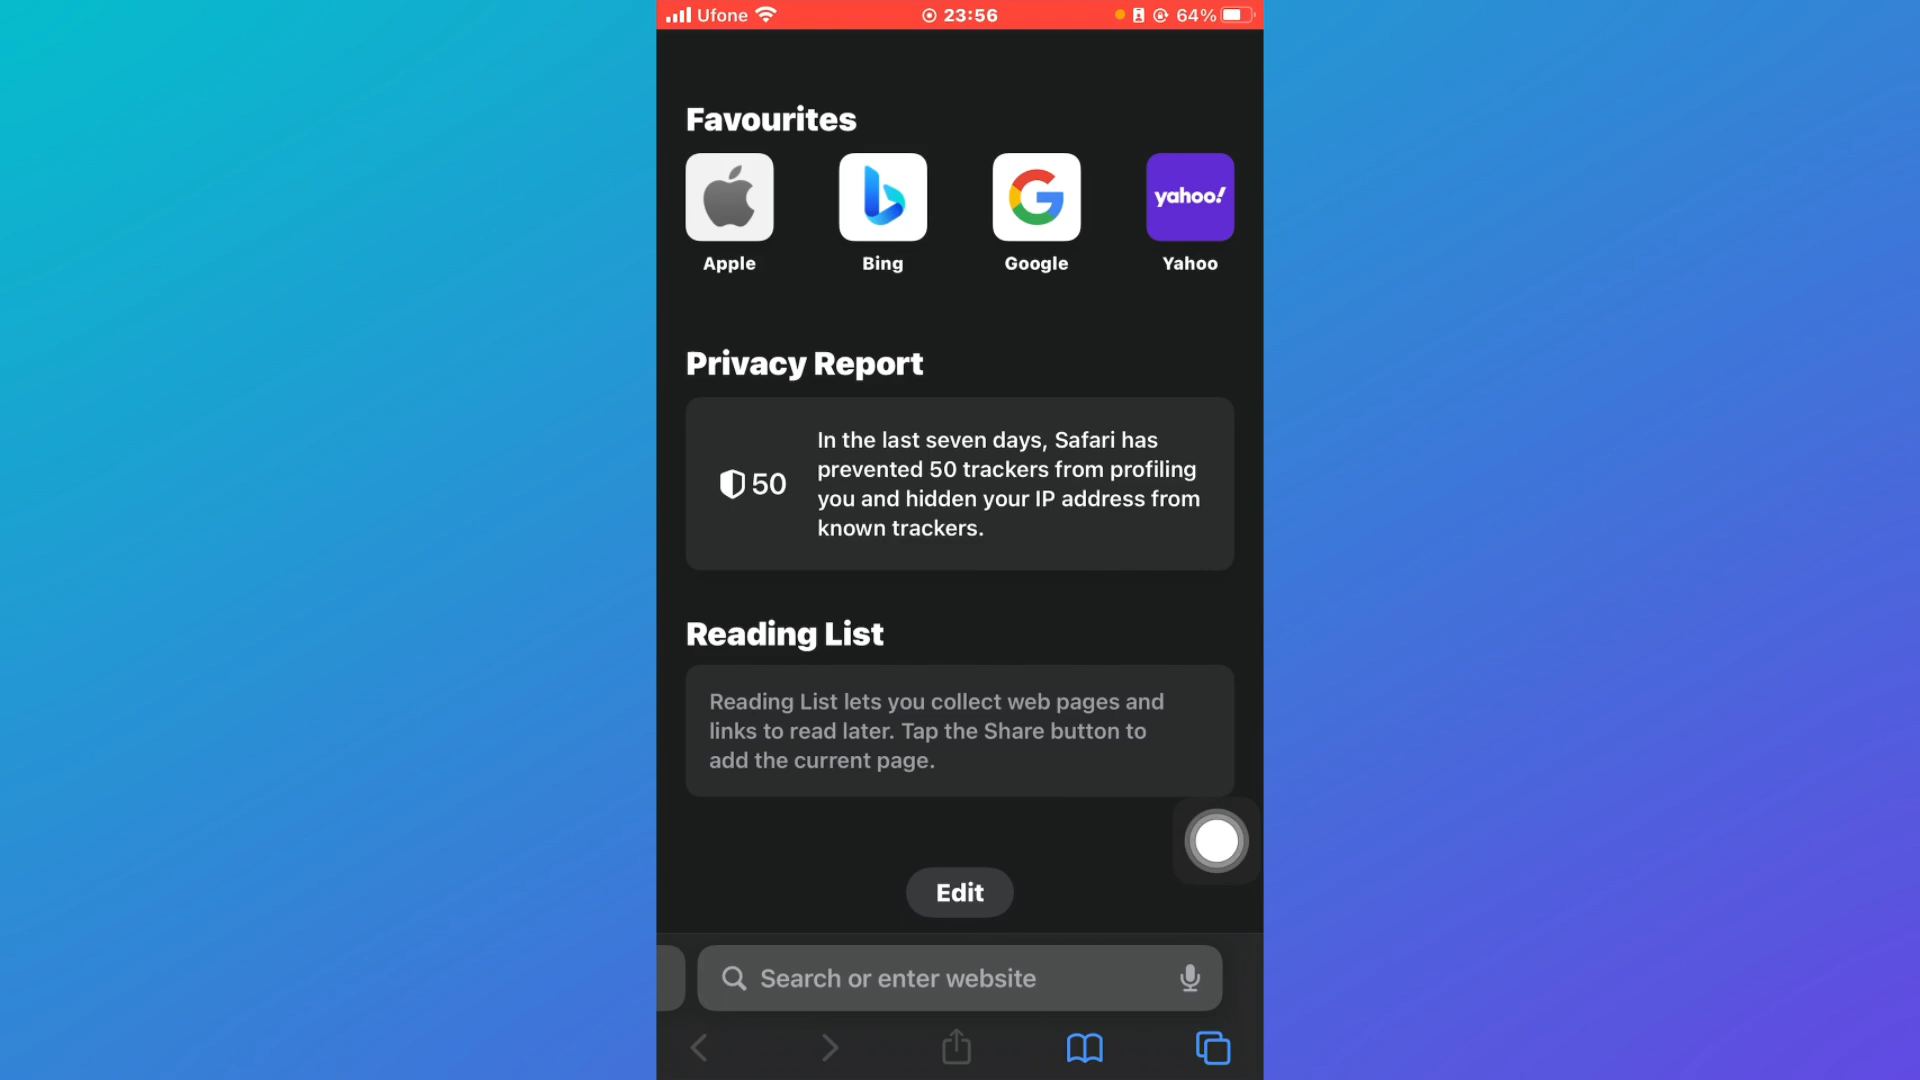 Ufone 23:56 64%
Favourites
yahoo!
Apple Bing Google Yahoo
Privacy Report
50
In the last seven days, Safari has
prevented 50 trackers from profiling
you and hidden your IP address from
known trackers.
Reading List
Reading List lets you collect web pages and
links to read later. Tap the Share button to
add the current page.
Edit
Search or enter website